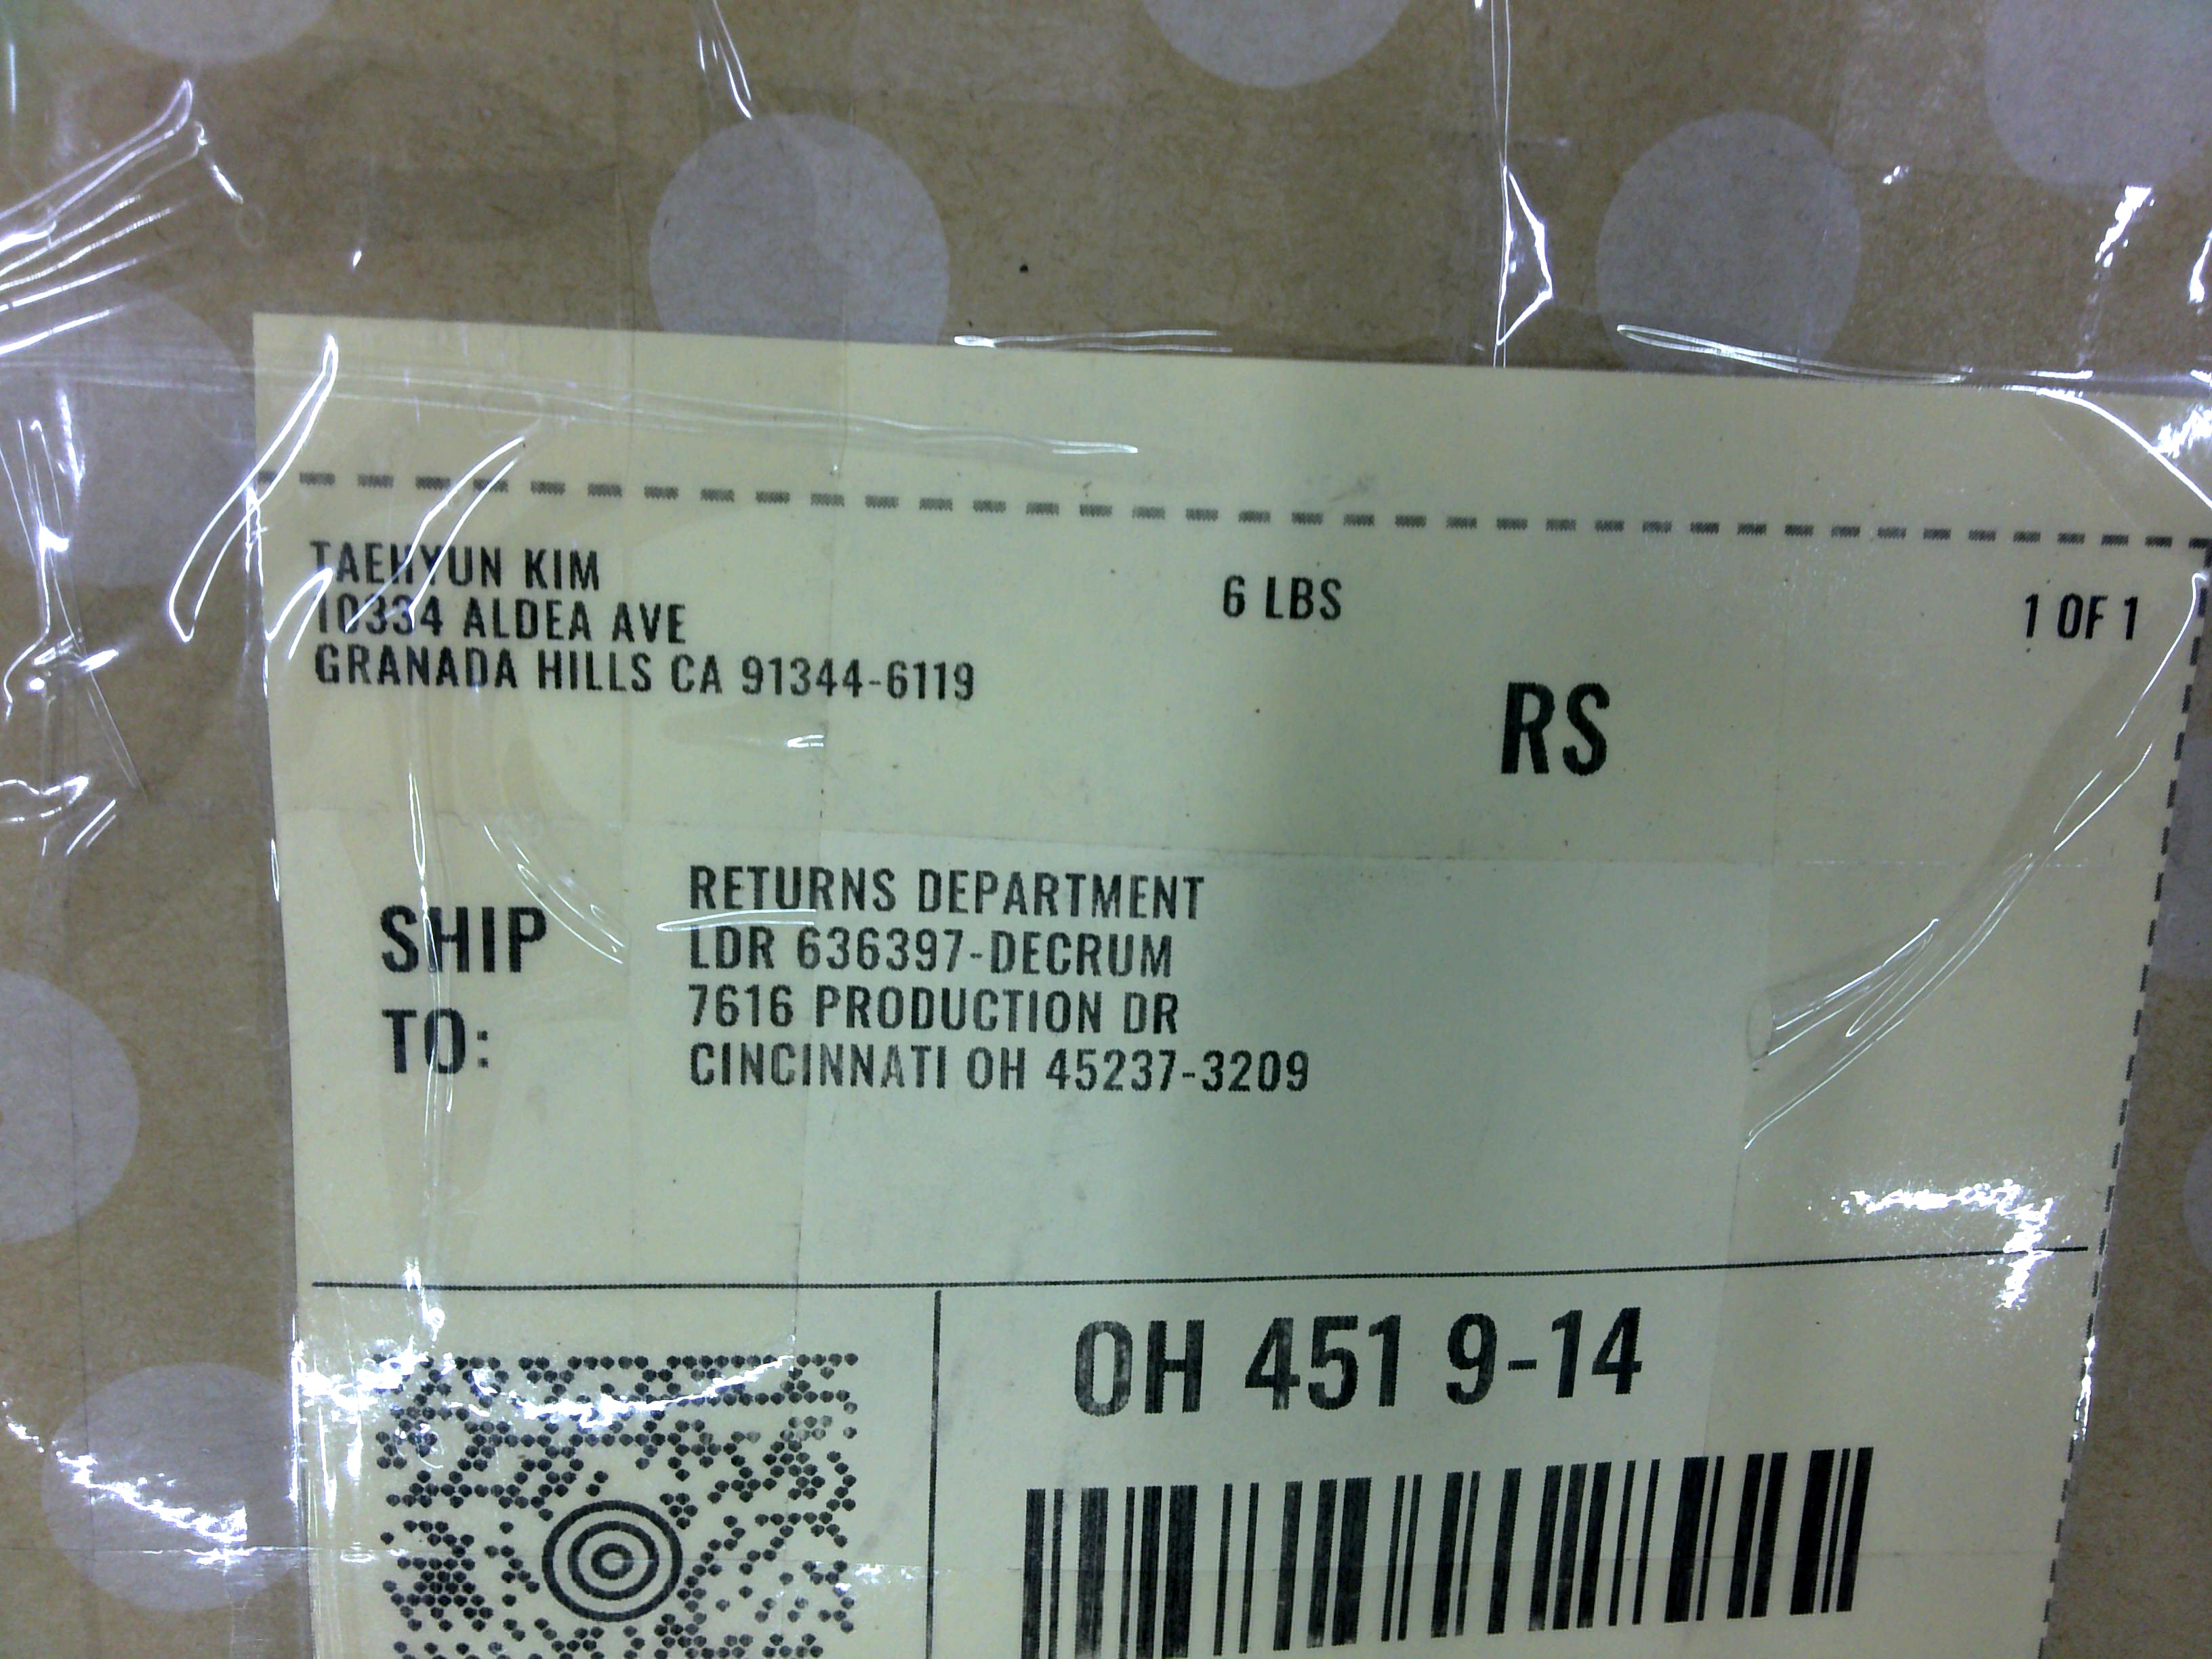 TAEHYUN KIM
10334 ALDEA AVE
GRANADA HILLS CA 91344-6119
6 LBS
1 OF 1
RS
SHIP TO:
RETURNS DEPARTMENT
LDR 636397-DECRUM
7616 PRODUCTION DR
CINCINNATI OH 45237-3209
OH 451 9-14